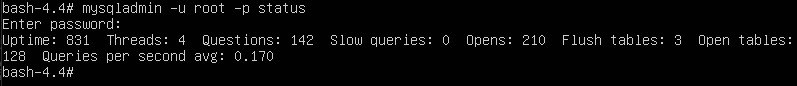 bash-4.4# mysqladmin -u root -p status
Enter password:
Uptime: 831  Threads: 4  Questions: 142  Slow queries: 0  Opens: 210  Flush tables: 3  Open tables:
128  Queries per second avg: 0.170
bash-4.4#